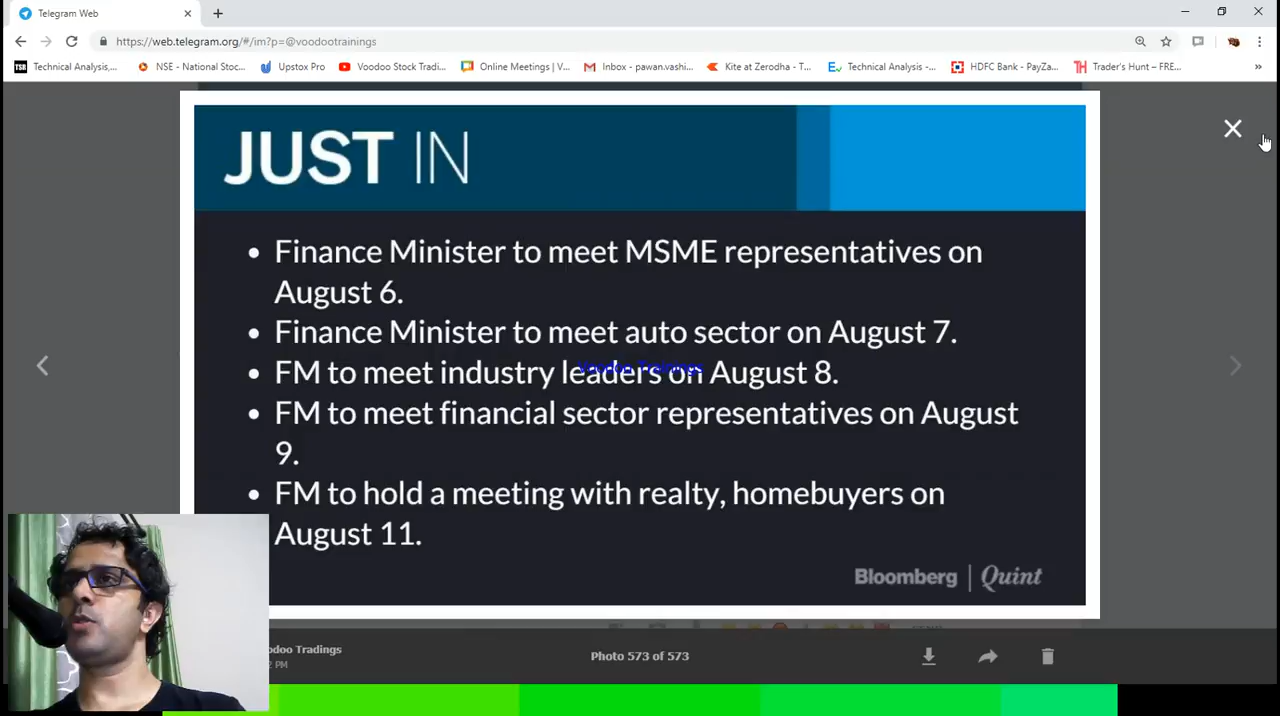 Telegram Web
https://web.telegram.org/#/im?p=@voodootrainings
Technical Analysis,... NSE - National Stoc... Upstox Pro Voodoo Stock Tradi... Online Meetings | V... Inbox - pawan.vashi... Kite at Zerodha - T... Technical Analysis -... HDFC Bank - PayZa... Trader's Hunt – FRE... »
JUST IN
• Finance Minister to meet MSME representatives on
August 6.
• Finance Minister to meet auto sector on August 7.
Voodoo Trainings
• FM to meet industry leaders on August 8.
• FM to meet financial sector representatives on August
9.
• FM to hold a meeting with realty, homebuyers on
August 11.
Bloomberg | Quint
Tradings
PM
Photo 573 of 573